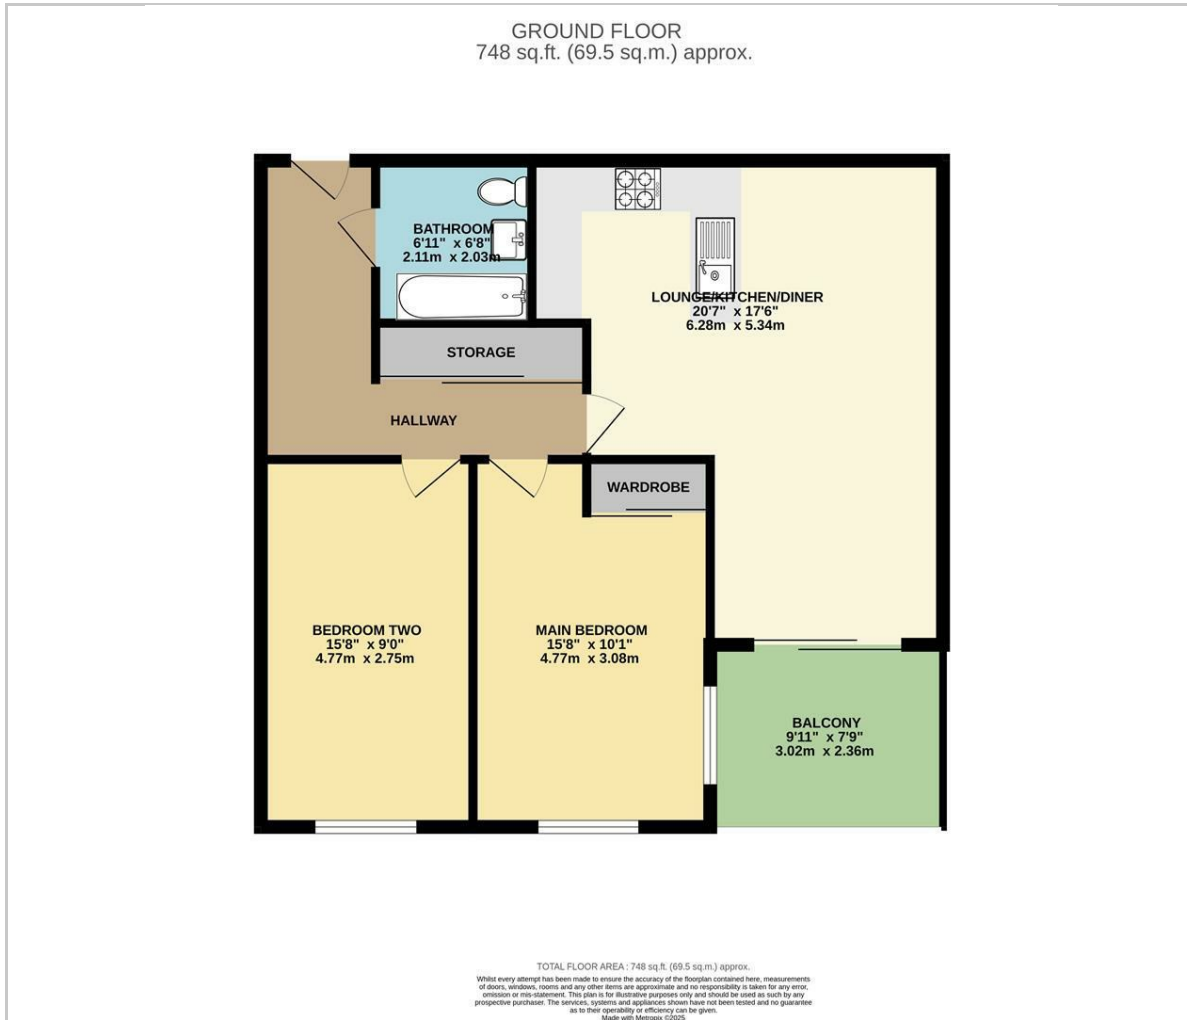 GROUND FLOOR
748 sq.ft. (69.5 sq.m.) approx.
BATHROOM
6'11" x 6'8"
2.11m x 2.03m
LOUNGE/KITCHEN/DINER
20'7" x 17'6"
6.28m x 5.34m
STORAGE
HALLWAY
WARDROBE
BEDROOM TWO
15'8" x 9'0"
4.77m x 2.75m
MAIN BEDROOM
15'8" x 10'1"
4.77m x 3.08m
BALCONY
9'11" x 7'9"
3.02m x 2.36m
TOTAL FLOOR AREA : 748 sq.ft. (69.5 sq.m.) approx.
Whilst every attempt has been made to ensure the accuracy of the floorplan contained here, measurements
of doors, windows, rooms and any other items are approximate and no responsibility is taken for any error,
omission or mis-statement. This plan is for illustrative purposes only and should be used as such by any
prospective purchaser. The services, systems and appliances shown have not been tested and no guarantee
as to their operability or efficiency can be given.
Made with Metropix ©2025